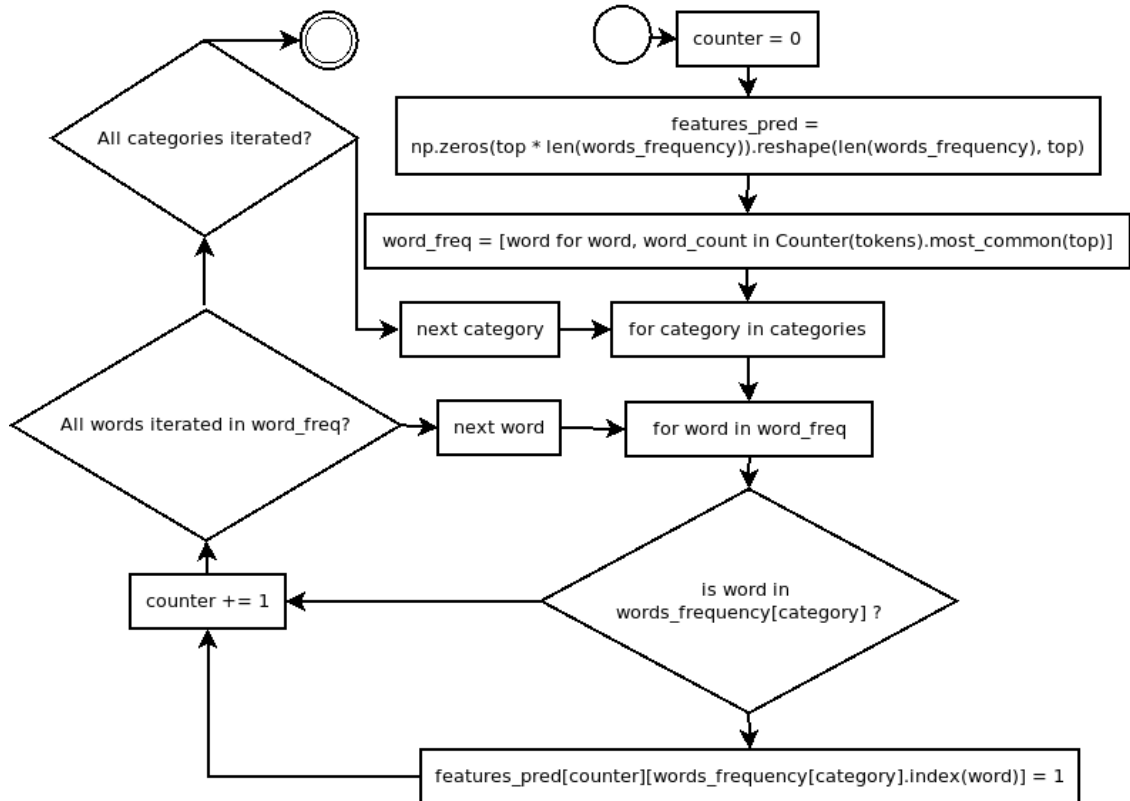 counter = 0
features_pred =
np.zeros(top * len(words_frequency)).reshape(len(words_frequency), top)
word_freq = [word for word, word_count in Counter(tokens).most_common(top)]
All categories iterated?
next category
for category in categories
All words iterated in word_freq?
next word
for word in word_freq
is word in
words_frequency[category] ?
counter += 1
features_pred[counter][words_frequency[category].index(word)] = 1